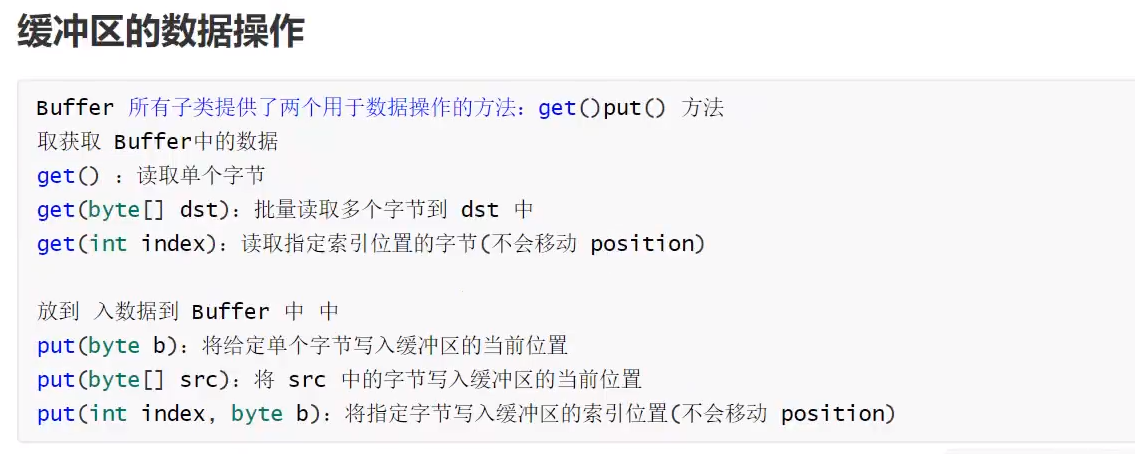 缓冲区的数据操作
Buffer 所有子类提供了两个用于数据操作的方法：get()put() 方法
取获取 Buffer中的数据
get() ：读取单个字节
get(byte[] dst)：批量读取多个字节到 dst 中
get(int index)：读取指定索引位置的字节(不会移动 position)
放到 入数据到 Buffer 中 中
put(byte b)：将给定单个字节写入缓冲区的当前位置
put(byte[] src)：将 src 中的字节写入缓冲区的当前位置
put(int index, byte b)：将指定字节写入缓冲区的索引位置(不会移动 position)